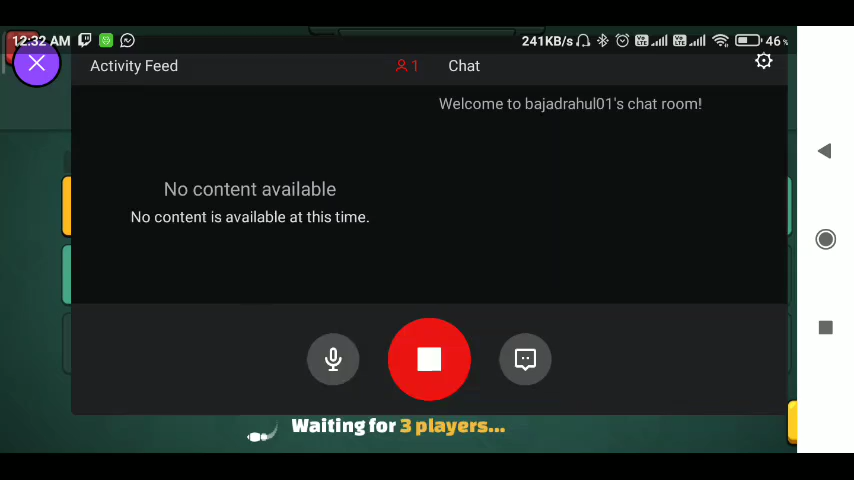 12:32 AM 241KB/s 46%
Activity Feed 1 Chat
Welcome to bajadrahul01's chat room!
No content available
No content is available at this time.
Waiting for 3 players...